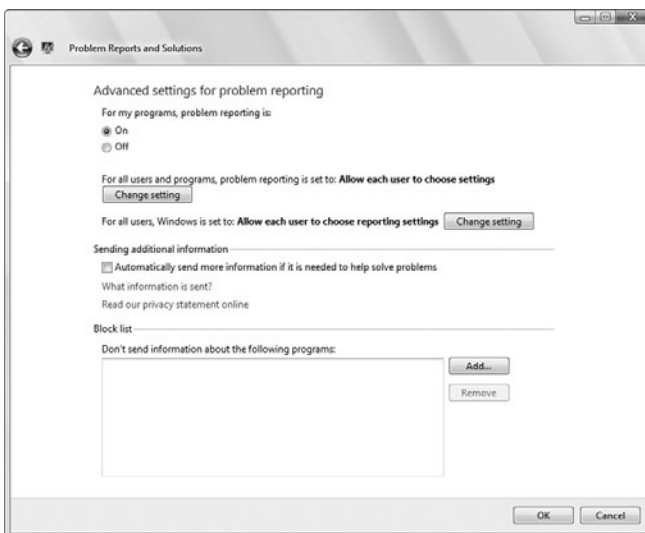 Problem Reports and Solutions
Advanced settings for problem reporting
For my programs, problem reporting is:
On
Off
For all users and programs, problem reporting is set to: Allow each user to choose settings
Change setting
For all users, Windows is set to: Allow each user to choose reporting settings Change setting
Sending additional information
Automatically send more information if it is needed to help solve problems
What information is sent?
Read our privacy statement online
Block list
Don't send information about the following programs:
Add...
Remove
OK Cancel